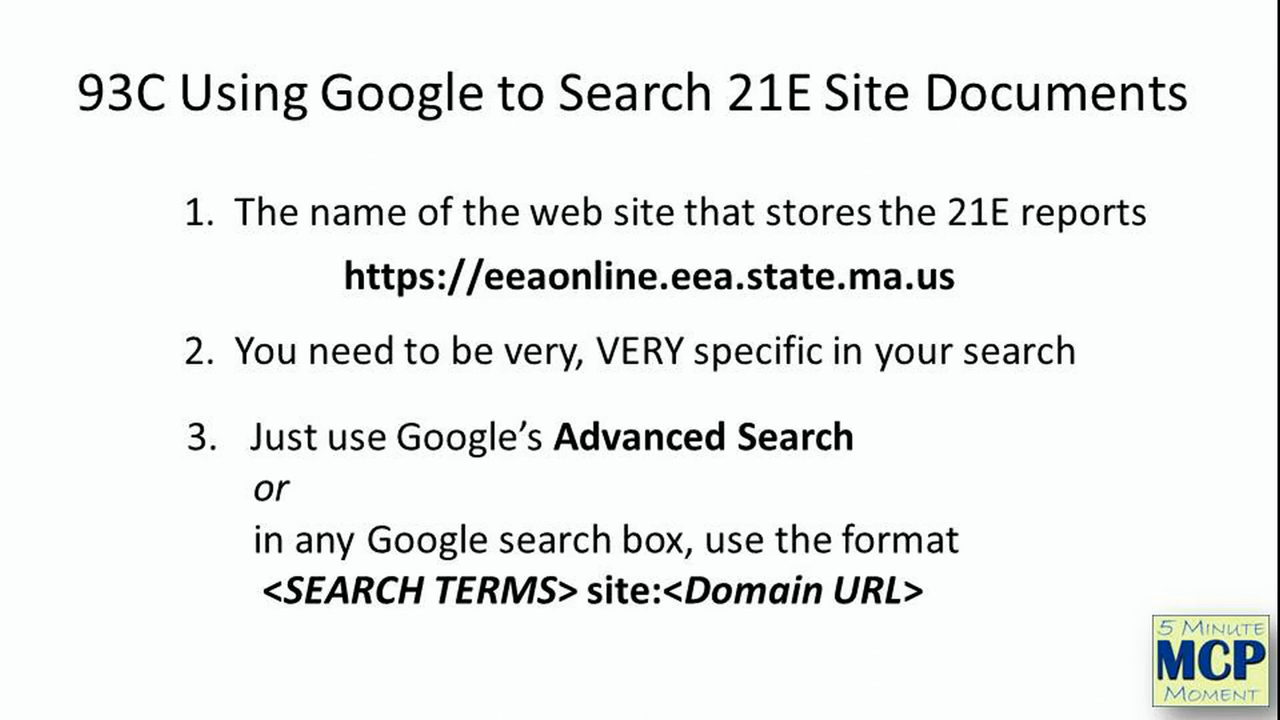 93C Using Google to Search 21E Site Documents
1. The name of the web site that stores the 21E reports
https://eeaonline.eea.state.ma.us
2. You need to be very, VERY specific in your search
3. Just use Google’s Advanced Search
or
in any Google search box, use the format
<SEARCH TERMS> site:<Domain URL>
5 MINUTE
MCP
MOMENT